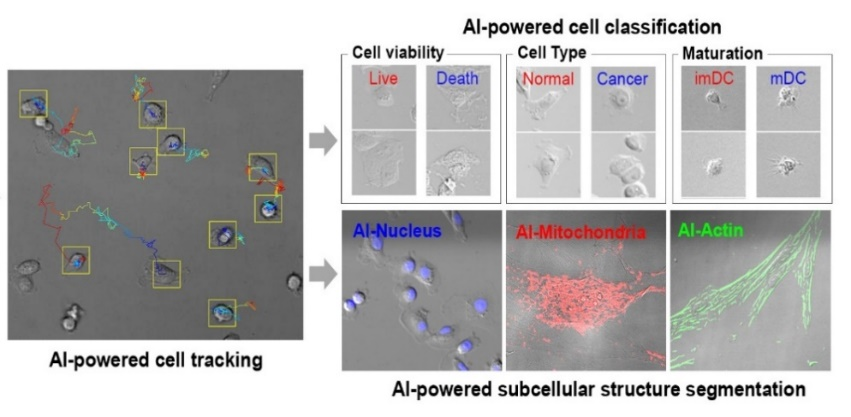 AI-powered cell classification
Cell viability
Cell Type
Maturation
Live
Death
Normal
Cancer
imDC
mDC
AI-Nucleus
AI-Mitochondria
AI-Actin
AI-powered cell tracking
AI-powered subcellular structure segmentation